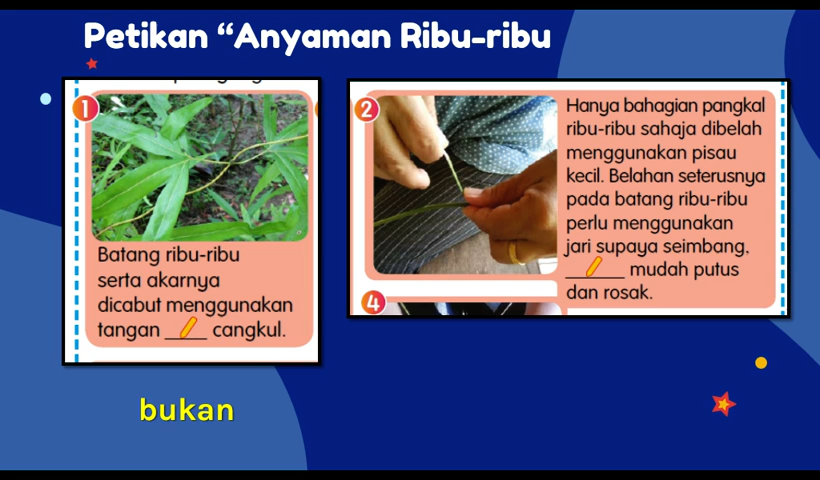 Petikan “Anyaman Ribu-ribu
1
Batang ribu-ribu
serta akarnya
dicabut menggunakan
tangan ____ cangkul.
2
Hanya bahagian pangkal
ribu-ribu sahaja dibelah
menggunakan pisau
kecil. Belahan seterusnya
pada batang ribu-ribu
perlu menggunakan
jari supaya seimbang,
______ mudah putus
dan rosak.
4
bukan